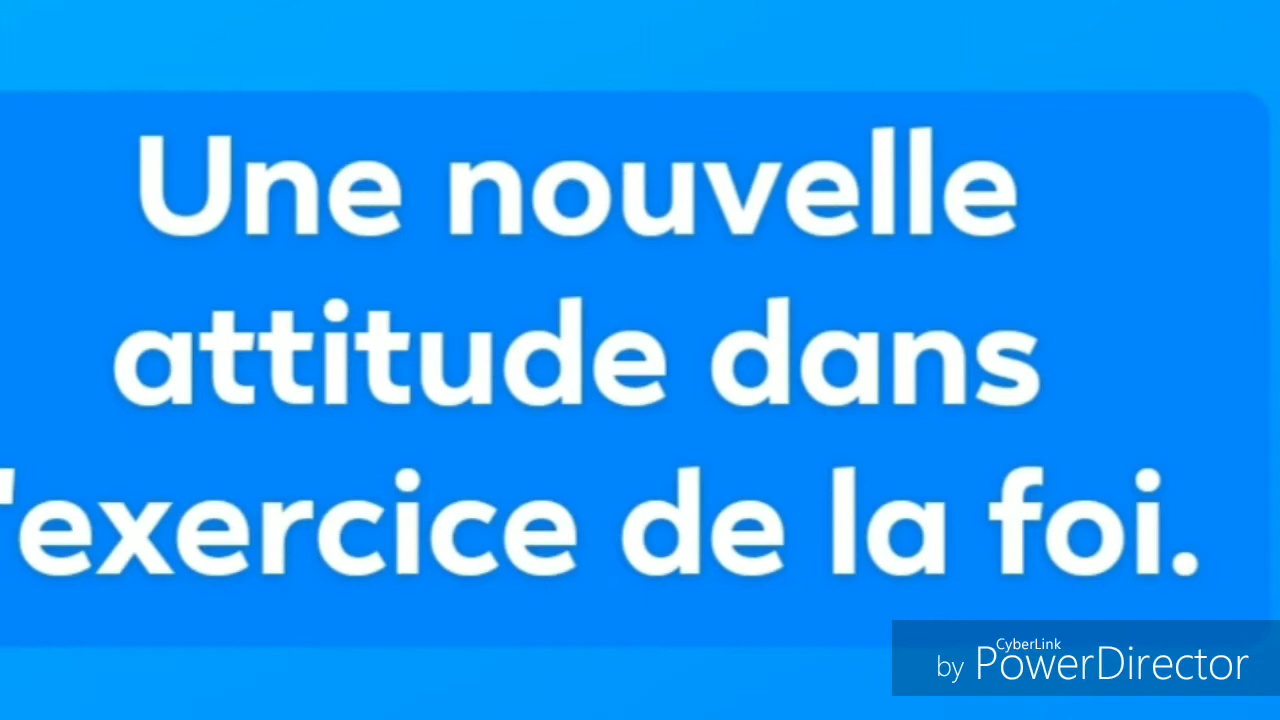 Une nouvelle
attitude dans
'exercice de la foi.
CyberLink
by PowerDirector